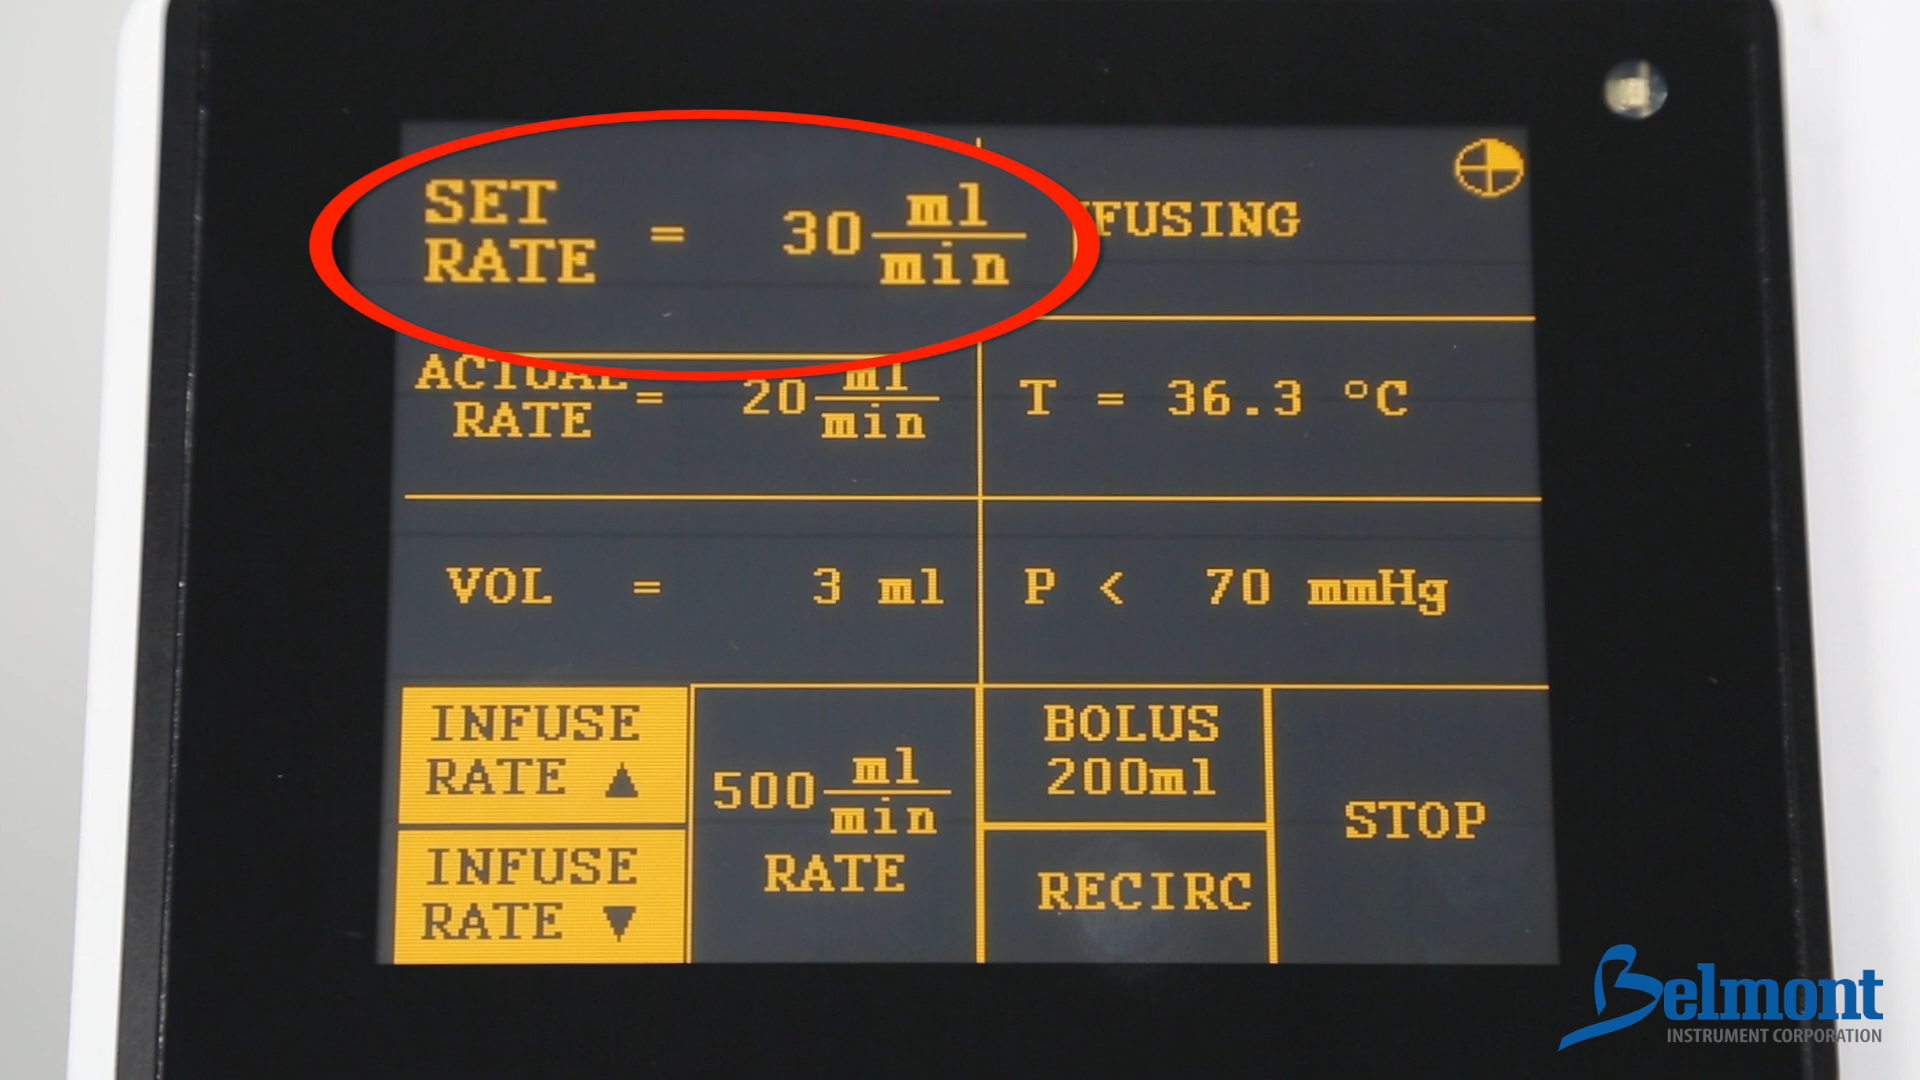 SET RATE = 30 ml/min
NFUSING
ACTUAL RATE = 20 ml/min
T = 36.3 °C
VOL = 3 ml
P < 70 mmHg
INFUSE RATE ▲
INFUSE RATE ▼
500 ml/min RATE
BOLUS 200ml
RECIRC
STOP
Belmont
INSTRUMENT CORPORATION